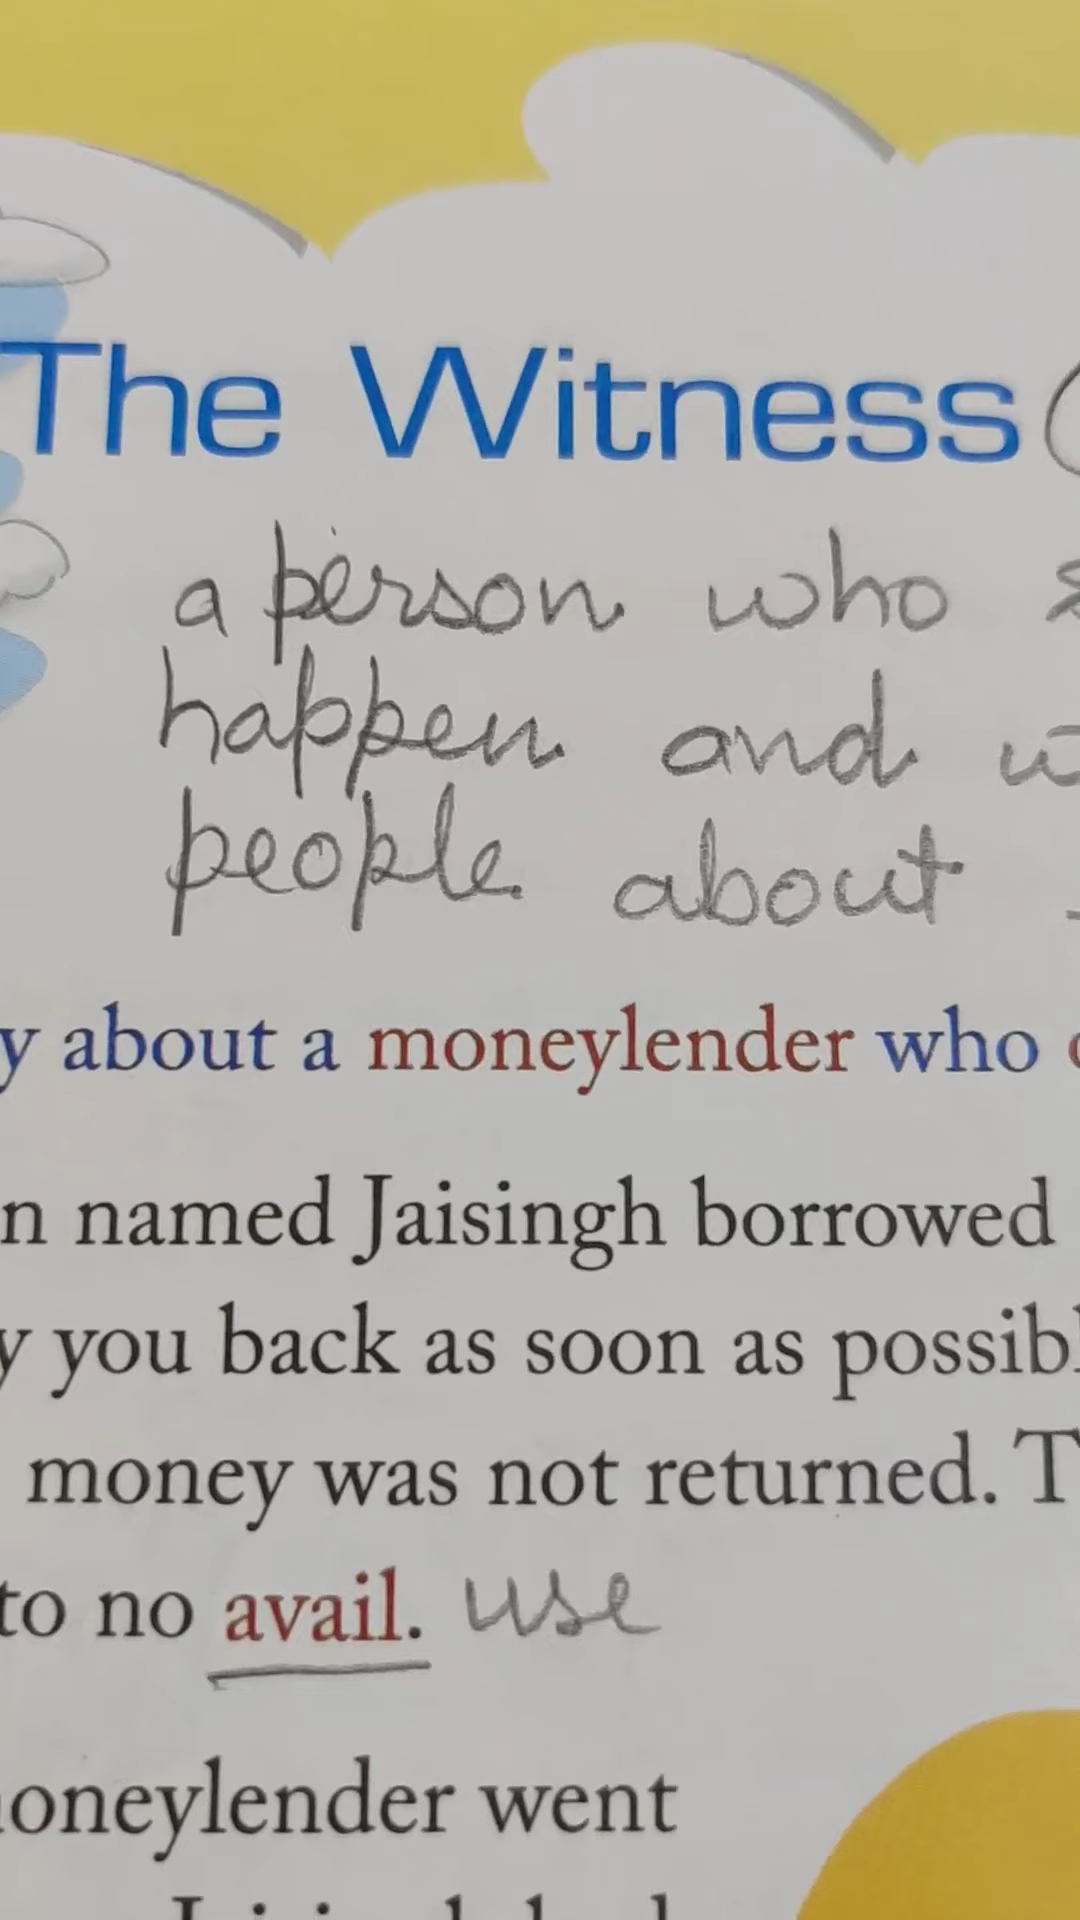 The Witness
a person who
happen and
people about
y about a moneylender who
n named Jaisingh borrowed
y you back as soon as possibl
money was not returned. T
to no avail. use
oneylender went